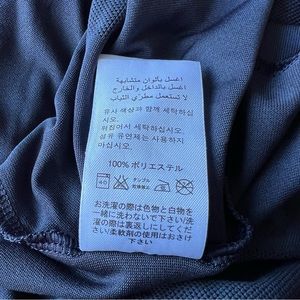 اغسل بألوان متشابهة
اغسل بالداخل والخارج
لا تستعمل مطري الثياب
유사 색상과 함께 세탁하십
시오.
뒤집어서 세탁하십시오.
섬유 유연제는 사용하지
마십시오.
100% ポリエステル
お洗濯の際は色物と白物を
一緒に洗わないで下さい/洗
濯の際は裏返しにしてくだ
さい/柔軟剤の使用はおさけ
下さい